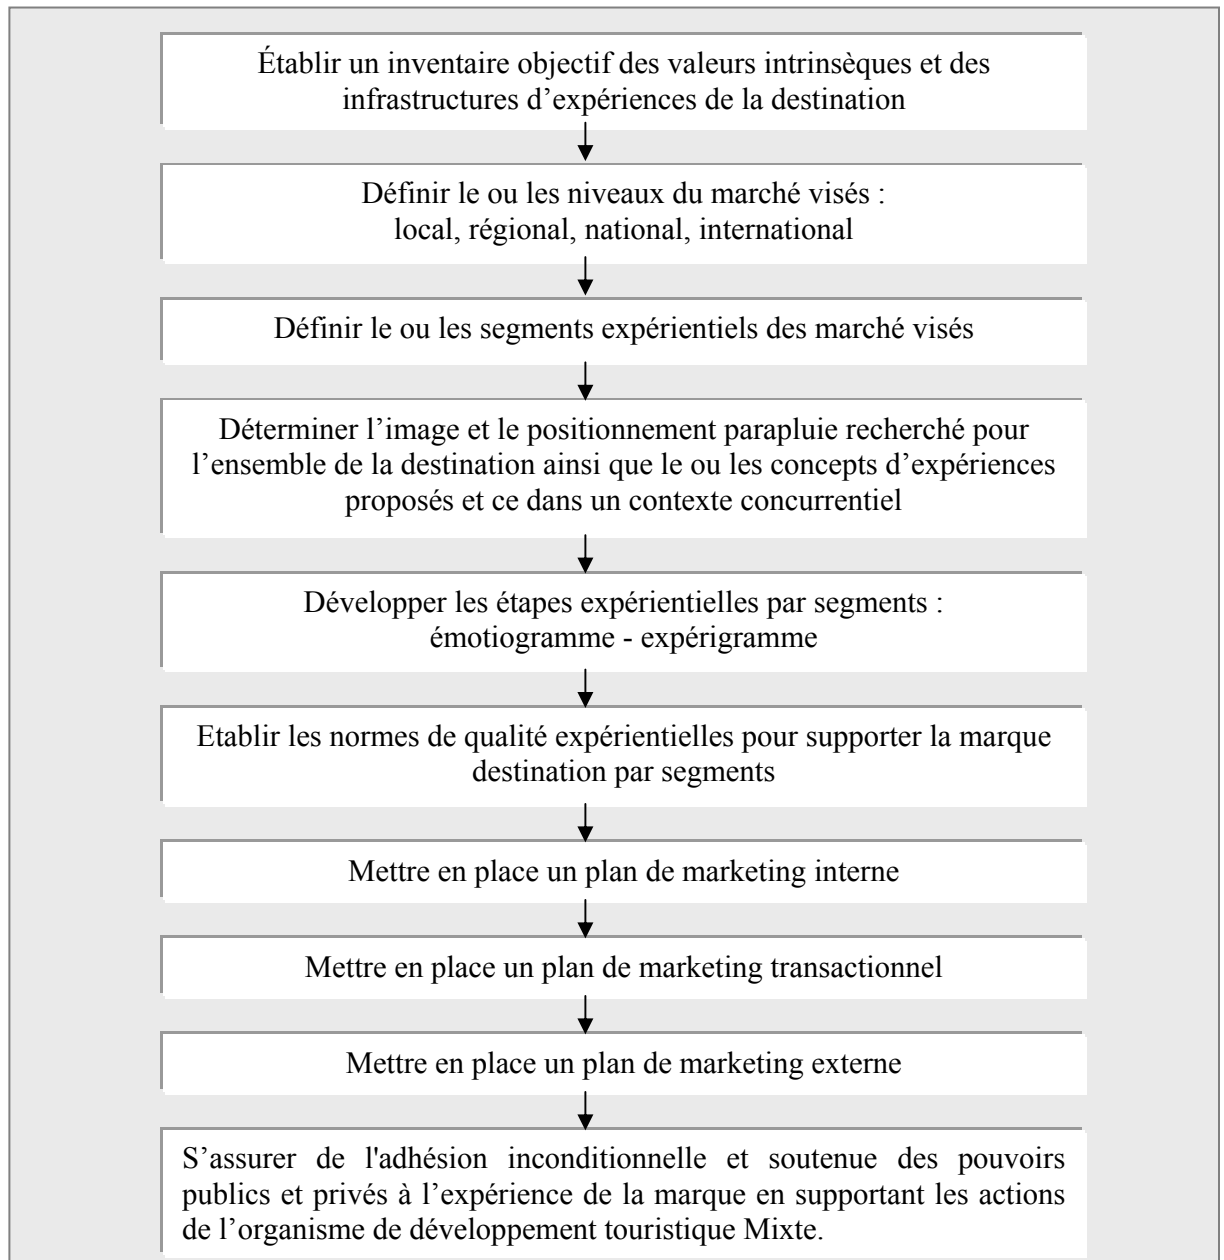 Établir un inventaire objectif des valeurs intrinsèques et des
infrastructures d’expériences de la destination
Définir le ou les niveaux du marché visés :
local, régional, national, international
Définir le ou les segments expérientiels des marché visés
Déterminer l’image et le positionnement parapluie recherché pour
l’ensemble de la destination ainsi que le ou les concepts d’expériences
proposés et ce dans un contexte concurrentiel
Développer les étapes expérientielles par segments :
émotiogramme - expérigramme
Etablir les normes de qualité expérientielles pour supporter la marque
destination par segments
Mettre en place un plan de marketing interne
Mettre en place un plan de marketing transactionnel
Mettre en place un plan de marketing externe
S’assurer de l'adhésion inconditionnelle et soutenue des pouvoirs
publics et privés à l’expérience de la marque en supportant les actions
de l’organisme de développement touristique Mixte.